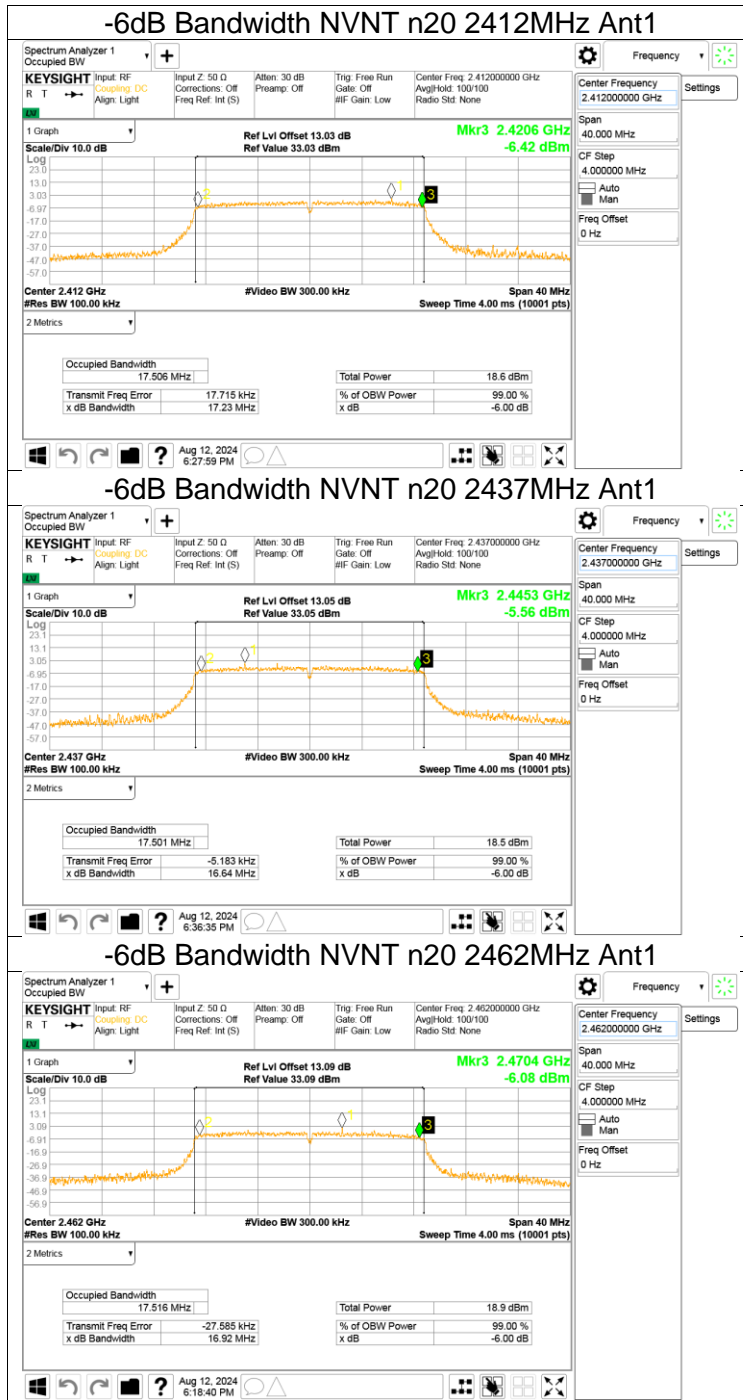 -6dB Bandwidth NVNT n20 2412MHz Ant1
Spectrum Analyzer 1
Occupied BW
Frequency
KEYSIGHT Input: RF Input Z: 50 Ω Atten: 30 dB Trig: Free Run Center Freq: 2.412000000 GHz
R T Coupling: DC Corrections: Off Preamp: Off Gate: Off Avg|Hold: 100/100
Align: Light Freq Ref: Int (S) #IF Gain: Low Radio Std: None
Center Frequency
2.412000000 GHz
Settings
Span
40.000 MHz
CF Step
4.000000 MHz
Auto
Man
Freq Offset
0 Hz
1 Graph
Ref Lvl Offset 13.03 dB Mkr3 2.4206 GHz
Scale/Div 10.0 dB Ref Value 33.03 dBm -6.42 dBm
Log
23.0
13.0
3.03
-6.97
-17.0
-27.0
-37.0
-47.0
-57.0
2 1 3
Center 2.412 GHz #Video BW 300.00 kHz Span 40 MHz
#Res BW 100.00 kHz Sweep Time 4.00 ms (10001 pts)
2 Metrics
Occupied Bandwidth
17.506 MHz Total Power 18.6 dBm
Transmit Freq Error 17.715 kHz % of OBW Power 99.00 %
x dB Bandwidth 17.23 MHz x dB -6.00 dB
? Aug 12, 2024
6:27:59 PM
-6dB Bandwidth NVNT n20 2437MHz Ant1
Spectrum Analyzer 1
Occupied BW
Frequency
KEYSIGHT Input: RF Input Z: 50 Ω Atten: 30 dB Trig: Free Run Center Freq: 2.437000000 GHz
R T Coupling: DC Corrections: Off Preamp: Off Gate: Off Avg|Hold: 100/100
Align: Light Freq Ref: Int (S) #IF Gain: Low Radio Std: None
Center Frequency
2.437000000 GHz
Settings
Span
40.000 MHz
CF Step
4.000000 MHz
Auto
Man
Freq Offset
0 Hz
1 Graph
Ref Lvl Offset 13.05 dB Mkr3 2.4453 GHz
Scale/Div 10.0 dB Ref Value 33.05 dBm -5.56 dBm
Log
23.1
13.1
3.05
-6.95
-17.0
-27.0
-37.0
-47.0
-57.0
2 1 3
Center 2.437 GHz #Video BW 300.00 kHz Span 40 MHz
#Res BW 100.00 kHz Sweep Time 4.00 ms (10001 pts)
2 Metrics
Occupied Bandwidth
17.501 MHz Total Power 18.5 dBm
Transmit Freq Error -5.183 kHz % of OBW Power 99.00 %
x dB Bandwidth 16.64 MHz x dB -6.00 dB
? Aug 12, 2024
6:36:35 PM
-6dB Bandwidth NVNT n20 2462MHz Ant1
Spectrum Analyzer 1
Occupied BW
Frequency
KEYSIGHT Input: RF Input Z: 50 Ω Atten: 30 dB Trig: Free Run Center Freq: 2.462000000 GHz
R T Coupling: DC Corrections: Off Preamp: Off Gate: Off Avg|Hold: 100/100
Align: Light Freq Ref: Int (S) #IF Gain: Low Radio Std: None
Center Frequency
2.462000000 GHz
Settings
Span
40.000 MHz
CF Step
4.000000 MHz
Auto
Man
Freq Offset
0 Hz
1 Graph
Ref Lvl Offset 13.09 dB Mkr3 2.4704 GHz
Scale/Div 10.0 dB Ref Value 33.09 dBm -6.08 dBm
Log
23.1
13.1
3.09
-6.91
-16.9
-26.9
-36.9
-46.9
-56.9
2 1 3
Center 2.462 GHz #Video BW 300.00 kHz Span 40 MHz
#Res BW 100.00 kHz Sweep Time 4.00 ms (10001 pts)
2 Metrics
Occupied Bandwidth
17.516 MHz Total Power 18.9 dBm
Transmit Freq Error -27.585 kHz % of OBW Power 99.00 %
x dB Bandwidth 16.92 MHz x dB -6.00 dB
? Aug 12, 2024
6:18:40 PM